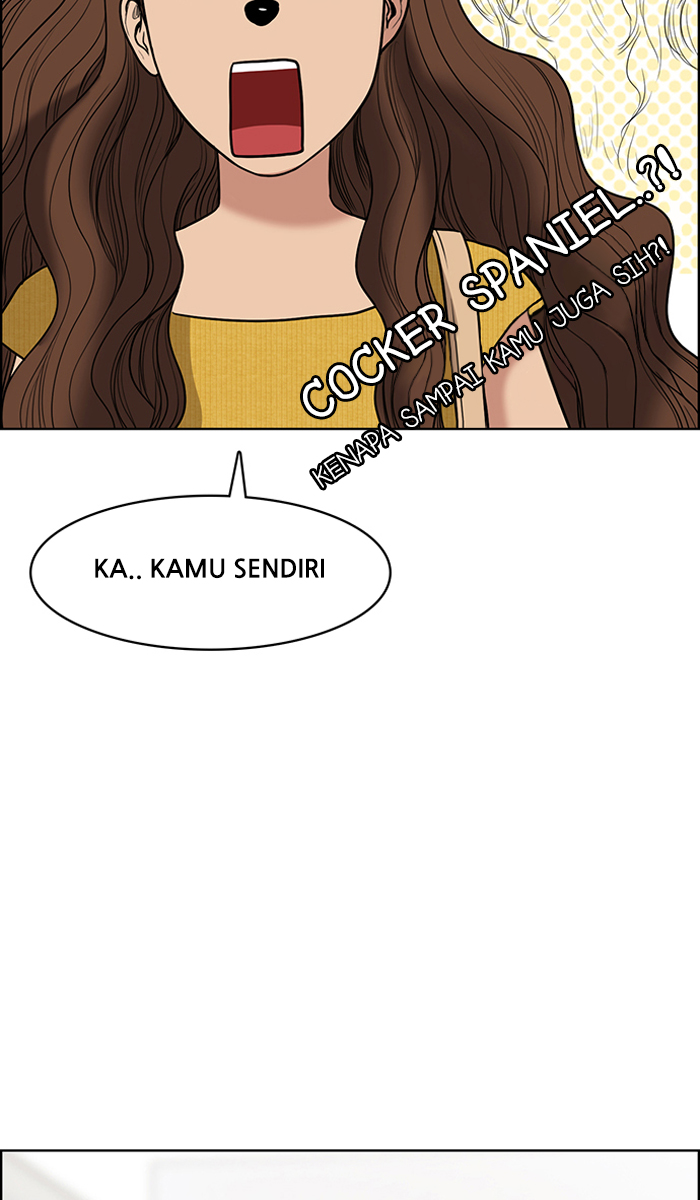 COCKER SPANIEL..?!
KENAPA SAMPAI KAMU JUGA SIH?!
KA.. KAMU SENDIRI